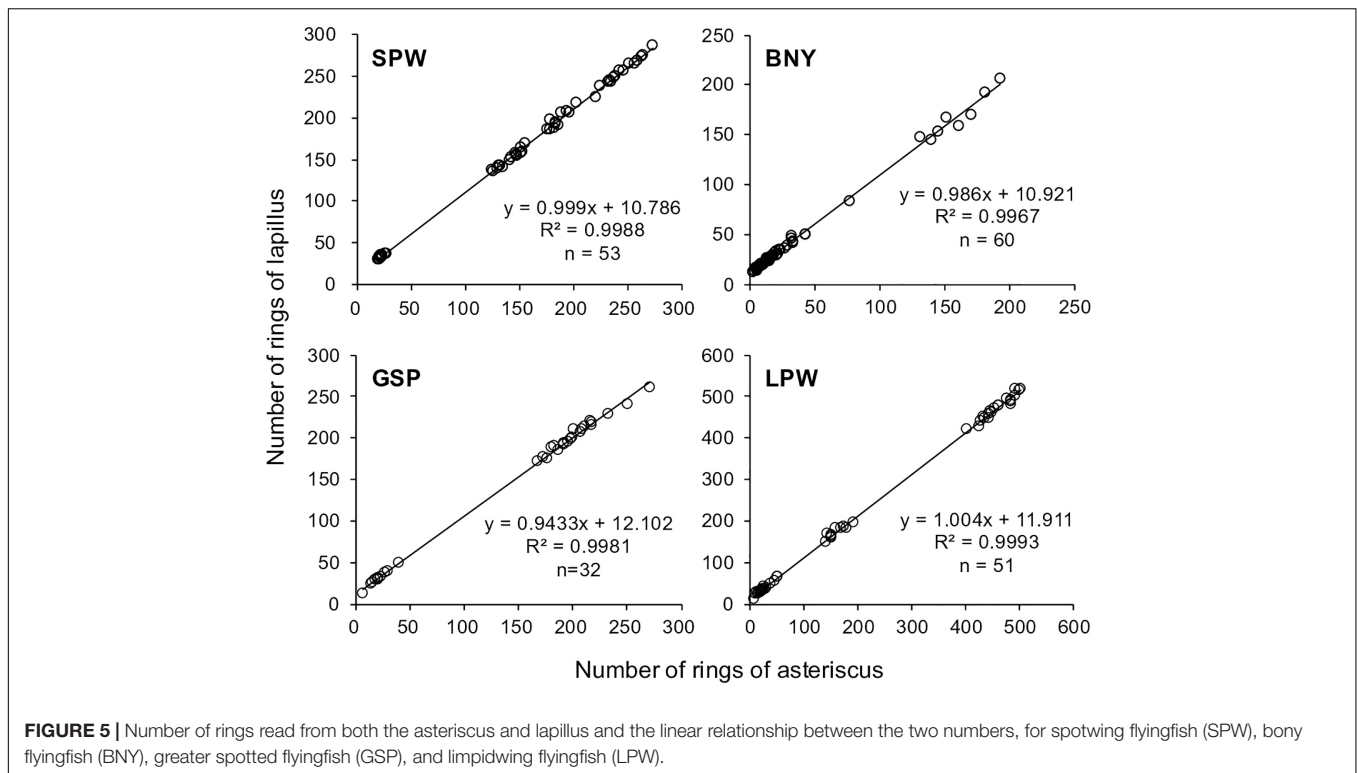 SPW
300
250
200
150
100
50
0
0 50 100 150 200 250 300
y = 0.999x + 10.786
R² = 0.9988
n = 53
BNY
250
200
150
100
50
0
0 50 100 150 200 250
y = 0.986x + 10.921
R² = 0.9967
n = 60
Number of rings of lapillus
GSP
300
250
200
150
100
50
0
0 50 100 150 200 250 300
y = 0.9433x + 12.102
R² = 0.9981
n=32
LPW
600
500
400
300
200
100
0
0 100 200 300 400 500 600
y = 1.004x + 11.911
R² = 0.9993
n = 51
Number of rings of asteriscus
FIGURE 5 | Number of rings read from both the asteriscus and lapillus and the linear relationship between the two numbers, for spotwing flyingfish (SPW), bony
flyingfish (BNY), greater spotted flyingfish (GSP), and limpidwing flyingfish (LPW).